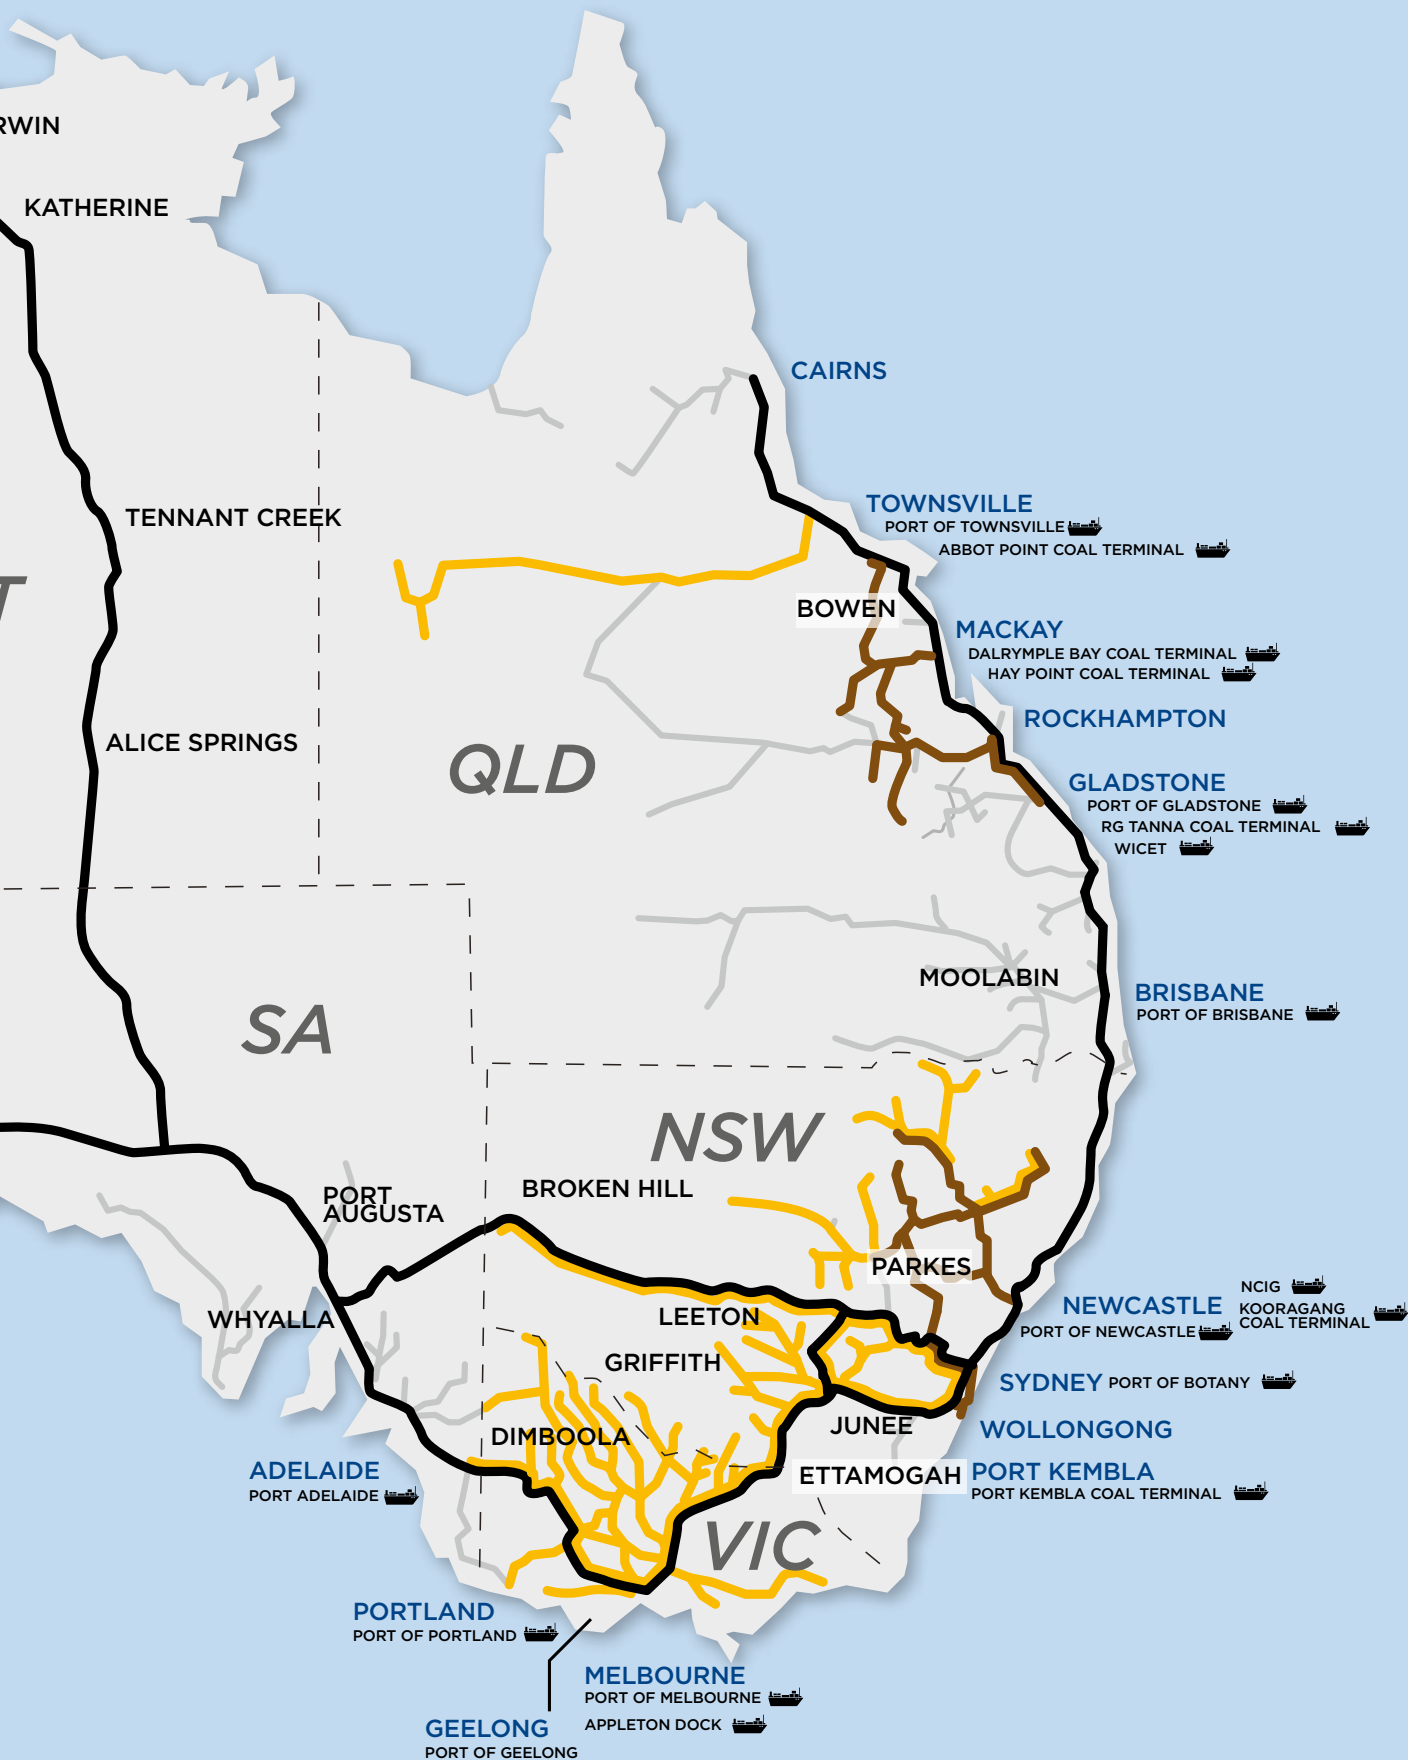 RWIN
KATHERINE
CAIRNS
TOWNSVILLE
PORT OF TOWNSVILLE
TENNANT CREEK
ABBOT POINT COAL TERMINAL
T
BOWEN
MACKAY
DALRYMPLE BAY COAL TERMINAL
HAY POINT COAL TERMINAL
ROCKHAMPTON
ALICE SPRINGS
QLD
GLADSTONE
PORT OF GLADSTONE
RG TANNA COAL TERMINAL
WICET
MOOLABIN
BRISBANE
PORT OF BRISBANE
SA
NSW
BROKEN HILL
PORT
AUGUSTA
PARKES
NCIG
NEWCASTLE
KOORAGANG
COAL TERMINAL
PORT OF NEWCASTLE
WHYALLA
LEETON
GRIFFITH
SYDNEY PORT OF BOTANY
JUNEE
WOLLONGONG
DIMBOOLA
ADELAIDE
PORT ADELAIDE
ETTAMOGAH
PORT KEMBLA
PORT KEMBLA COAL TERMINAL
VIC
PORTLAND
PORT OF PORTLAND
MELBOURNE
PORT OF MELBOURNE
APPLETON DOCK
GEELONG
PORT OF GEELONG